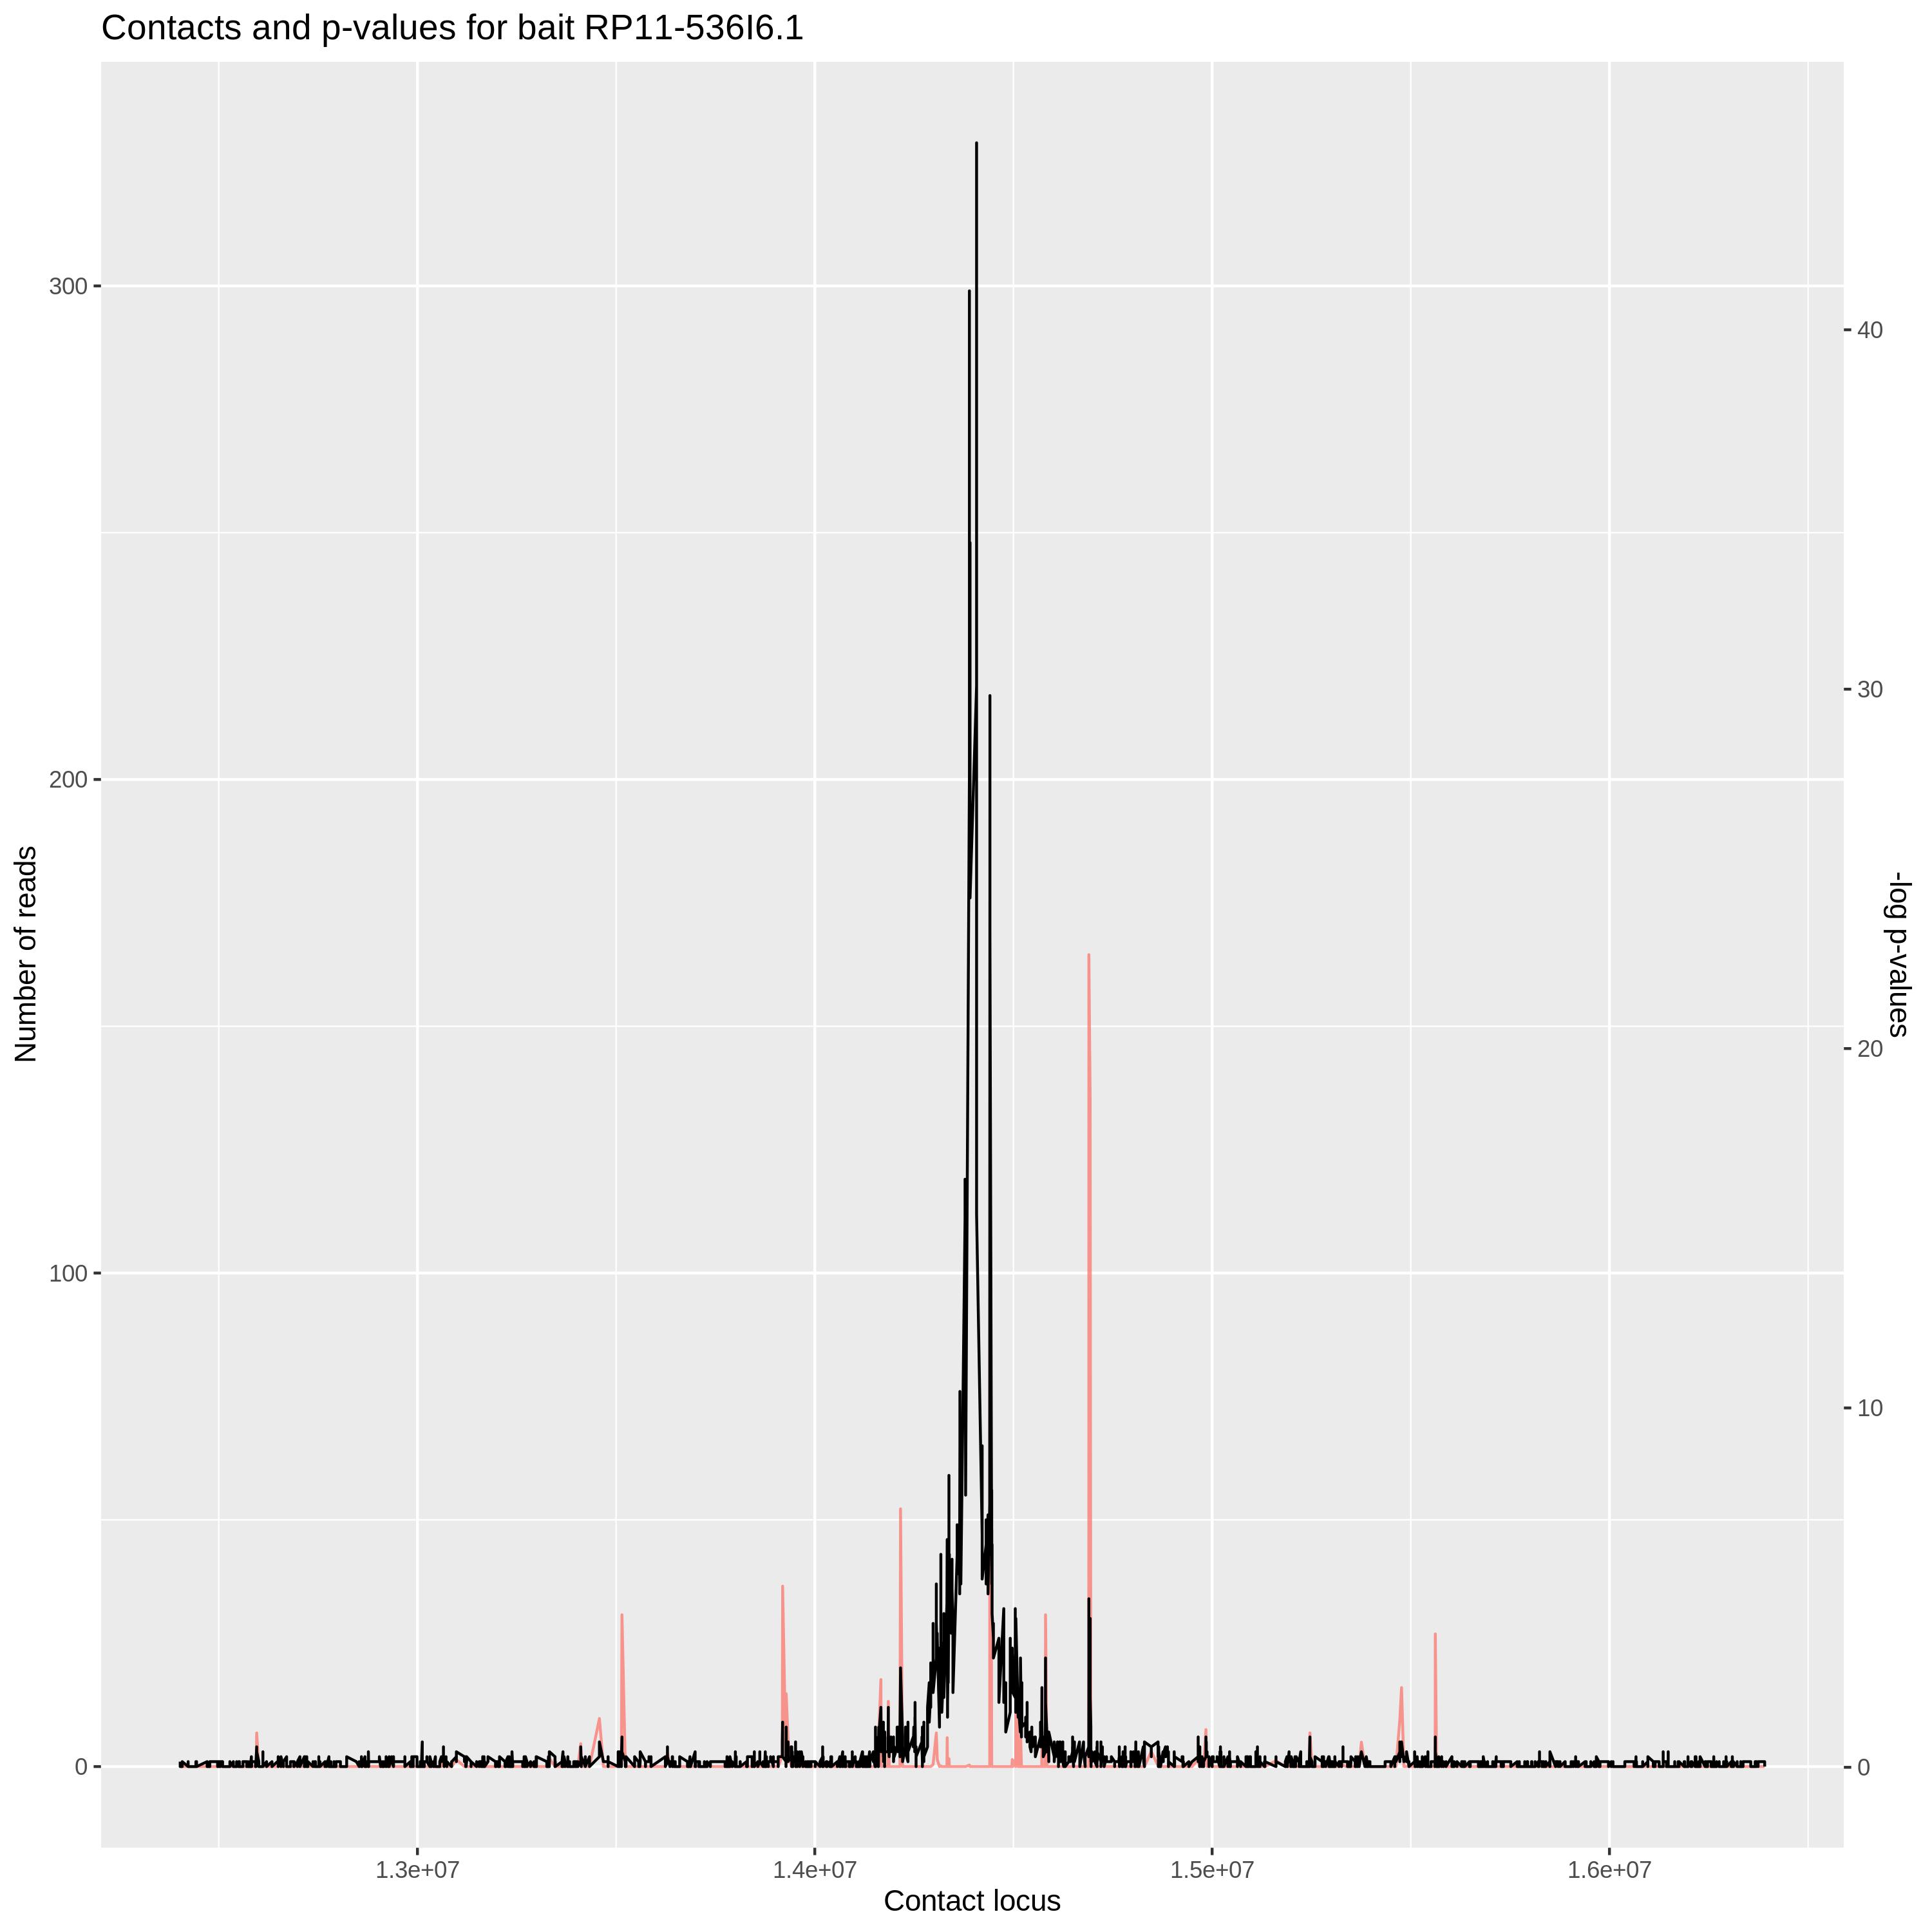 Contacts and p-values for bait RP11-536I6.1
Number of reads
300
200
100
0
40
30
20
10
0
-log p-values
1.3e+07 1.4e+07 1.5e+07 1.6e+07
Contact locus